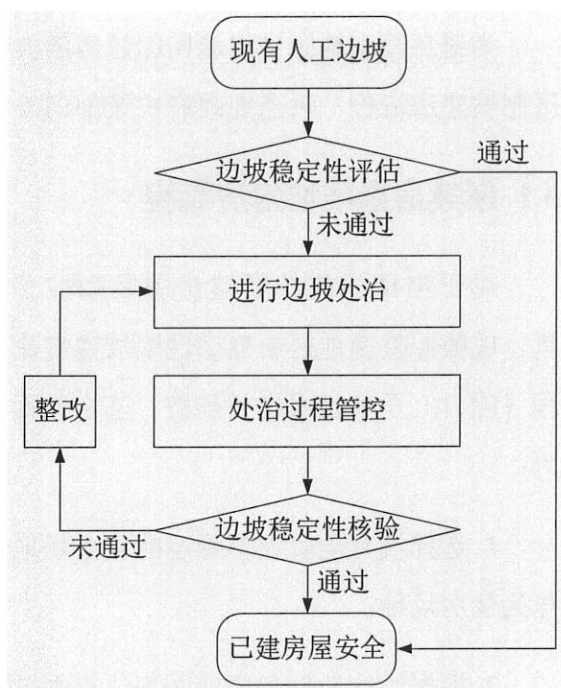 现有人工边坡
边坡稳定性评估
通过
未通过
进行边坡处治
整改
处治过程管控
边坡稳定性核验
未通过
通过
已建房屋安全